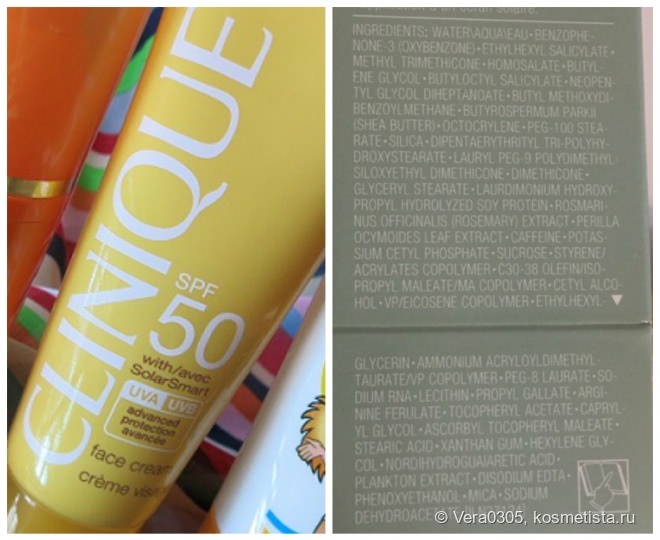 CLINIQUE
SPF
50
with/avec
SolarSmart
UVA UVB
advanced
protection
avancée
face cream
crème
application d'un écran solaire.
INGREDIENTS: WATER\AQUA\EAU•BENZOPHE-
NONE-3 (OXYBENZONE)•ETHYLHEXYL SALICYLATE•
METHYL TRIMETHICONE•HOMOSALATE•BUTYL-
ENE GLYCOL•BUTYLOCTYL SALICYLATE•NEOPEN-
TYL GLYCOL DIHEPTANOATE•BUTYL METHOXYDI-
BENZOYLMETHANE•BUTYROSPERMUM PARKII
(SHEA BUTTER)•OCTOCRYLENE•PEG-100 STEA-
RATE•SILICA•DIPENTAERYTHRITYL TRI-POLYHY-
DROXYSTEARATE•LAURYL PEG-9 POLYDIMETHYL-
SILOXYETHYL DIMETHICONE•DIMETHICONE•
GLYCERYL STEARATE•LAURDIMONIUM HYDROXY-
PROPYL HYDROLYZED SOY PROTEIN•ROSMARI-
NUS OFFICINALIS (ROSEMARY) EXTRACT•PERILLA
OCYMOIDES LEAF EXTRACT•CAFFEINE•POTAS-
SIUM CETYL PHOSPHATE•SUCROSE•STYRENE/
ACRYLATES COPOLYMER•C30-38 OLEFIN/ISO-
PROPYL MALEATE/MA COPOLYMER•CETYL ALCO-
HOL•VP/EICOSENE COPOLYMER•ETHYLHEXYL-
GLYCERIN•AMMONIUM ACRYLOYLDIMETHYL-
TAURATE/VP COPOLYMER•PEG-8 LAURATE•SO-
DIUM RNA•LECITHIN•PROPYL GALLATE•ARGI-
NINE FERULATE•TOCOPHERYL ACETATE•CAPRYL-
YL GLYCOL•ASCORBYL TOCOPHERYL MALEATE•
STEARIC ACID•XANTHAN GUM•HEXYLENE GLY-
COL•NORDIHYDROGUAIARETIC ACID•
PLANKTON EXTRACT•DISODIUM EDTA•
PHENOXYETHANOL•MICA•SODIUM
DEHYDROACETATE
© Vera0305, kosmetista.ru